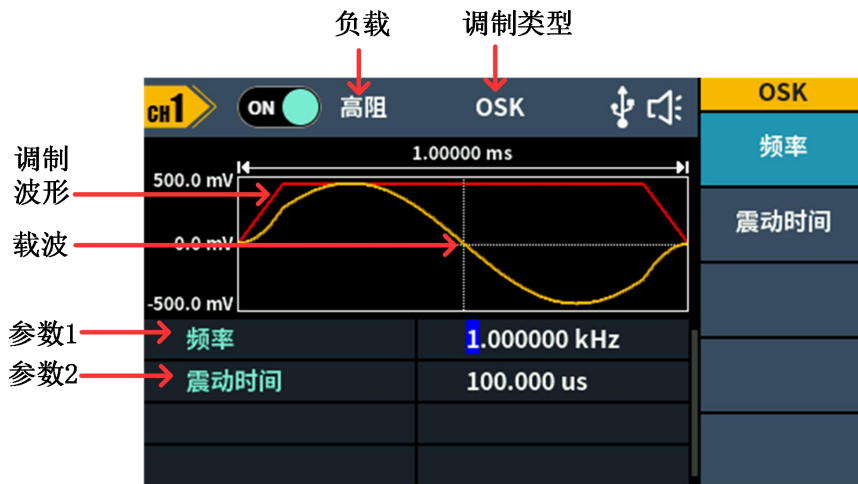 负载
调制类型
CH1
ON
高阻
OSK
OSK
频率
震动时间
1.00000 ms
调制
波形
载波
500.0 mV
0.0 mV
-500.0 mV
参数1
频率
1.000000 kHz
参数2
震动时间
100.000 us